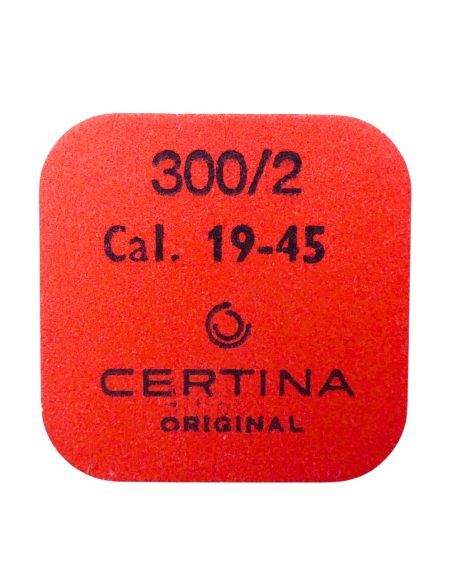 300/2
Cal. 19-45
CERTINA
ORIGINAL